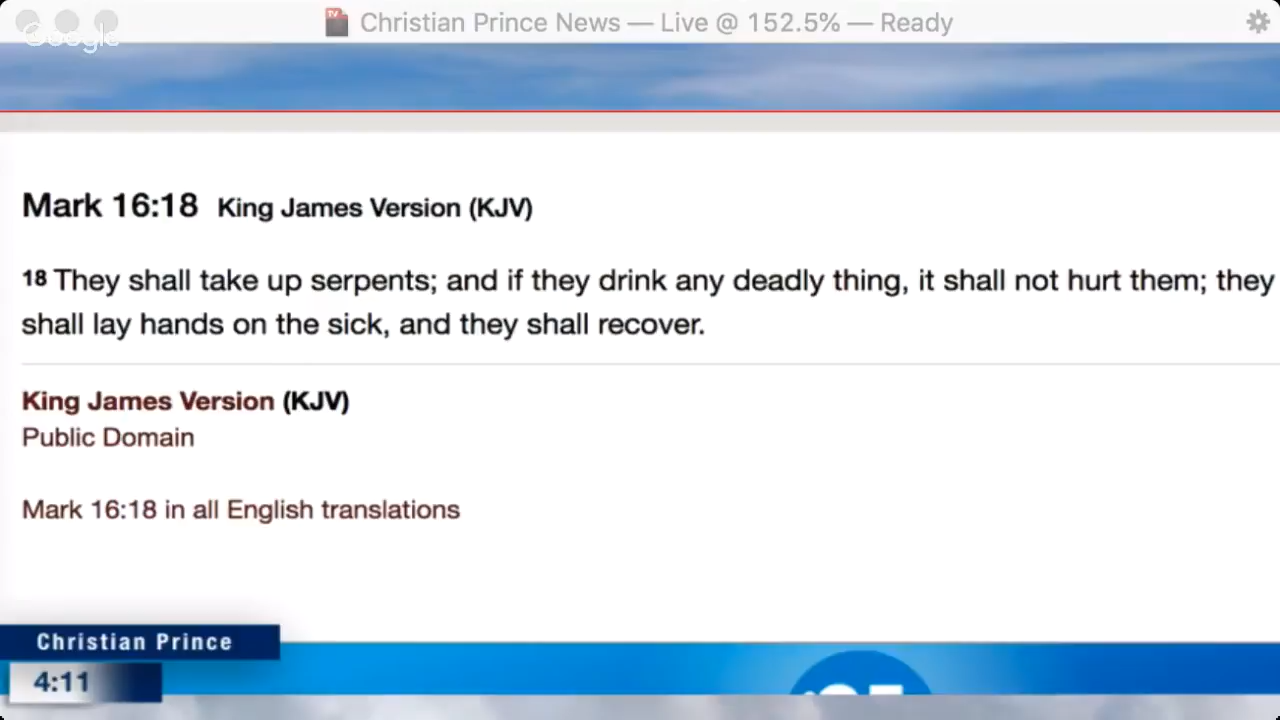 Christian Prince News — Live @ 152.5% — Ready
Google
Mark 16:18 King James Version (KJV)
18 They shall take up serpents; and if they drink any deadly thing, it shall not hurt them; they
shall lay hands on the sick, and they shall recover.
King James Version (KJV)
Public Domain
Mark 16:18 in all English translations
Christian Prince
4:11